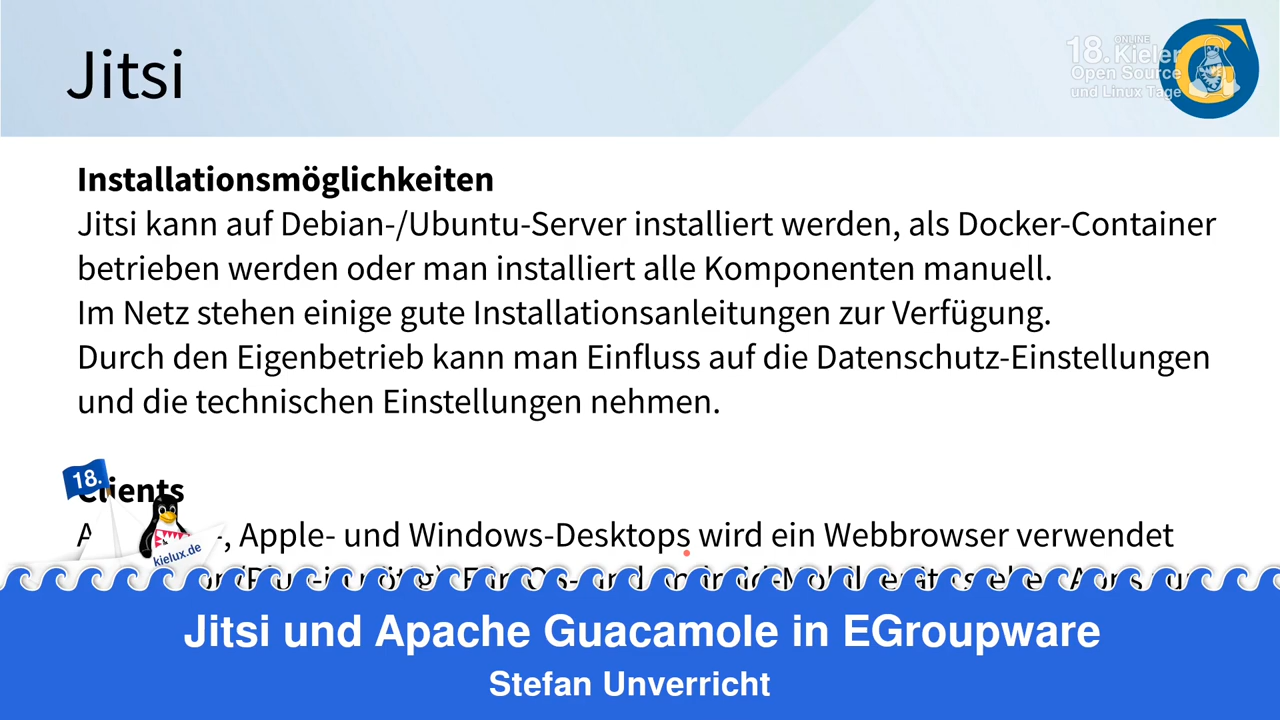 Jitsi
18. ONLINE Kieler
Open Source
und Linux Tage
Installationsmöglichkeiten
Jitsi kann auf Debian-/Ubuntu-Server installiert werden, als Docker-Container
betrieben werden oder man installiert alle Komponenten manuell.
Im Netz stehen einige gute Installationsanleitungen zur Verfügung.
Durch den Eigenbetrieb kann man Einfluss auf die Datenschutz-Einstellungen
und die technischen Einstellungen nehmen.
18.
Clients
, Apple- und Windows-Desktops wird ein Webbrowser verwendet
kielux.de
Jitsi und Apache Guacamole in EGroupware
Stefan Unverricht